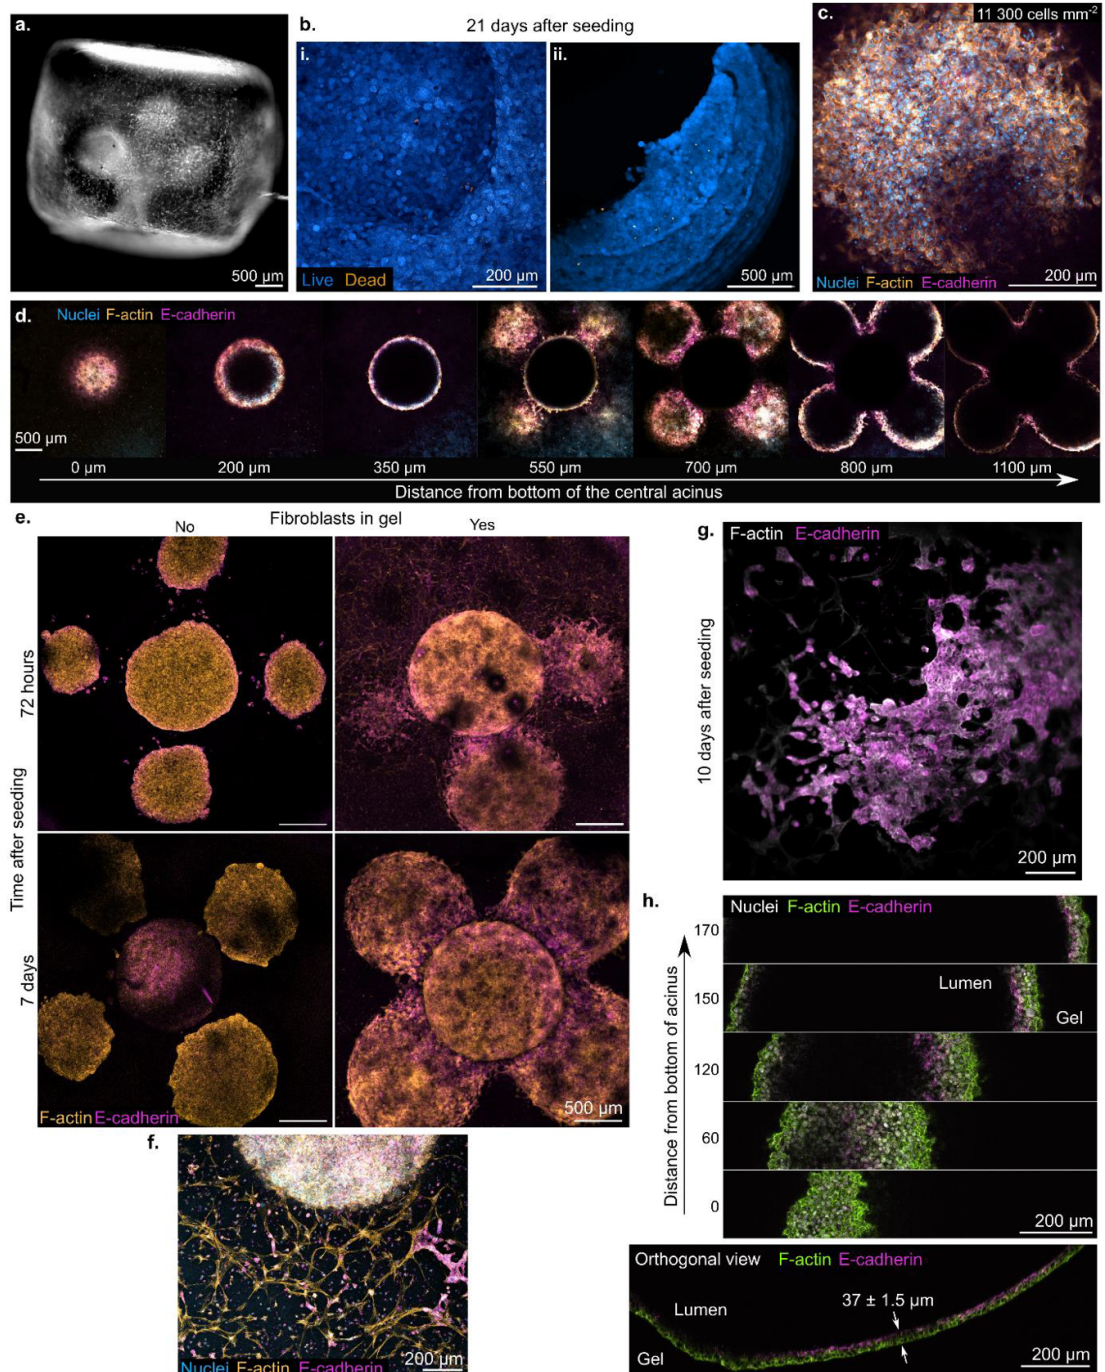 a.
500 µm
b.
21 days after seeding
i.
Live Dead
200 µm
ii.
500 µm
c.
11 300 cells mm⁻²
Nuclei F-actin E-cadherin
200 µm
d.
Nuclei F-actin E-cadherin
500 µm
0 µm 200 µm 350 µm 550 µm 700 µm 800 µm 1100 µm
Distance from bottom of the central acinus
e.
Fibroblasts in gel
No Yes
Time after seeding
72 hours
7 days
F-actin E-cadherin
500 µm
f.
Nuclei F-actin E-cadherin
200 µm
g.
F-actin E-cadherin
10 days after seeding
200 µm
h.
Nuclei F-actin E-cadherin
Distance from bottom of acinus
170
150
Lumen
Gel
120
60
0
200 µm
Orthogonal view F-actin E-cadherin
Lumen
37 ± 1.5 µm
Gel
200 µm